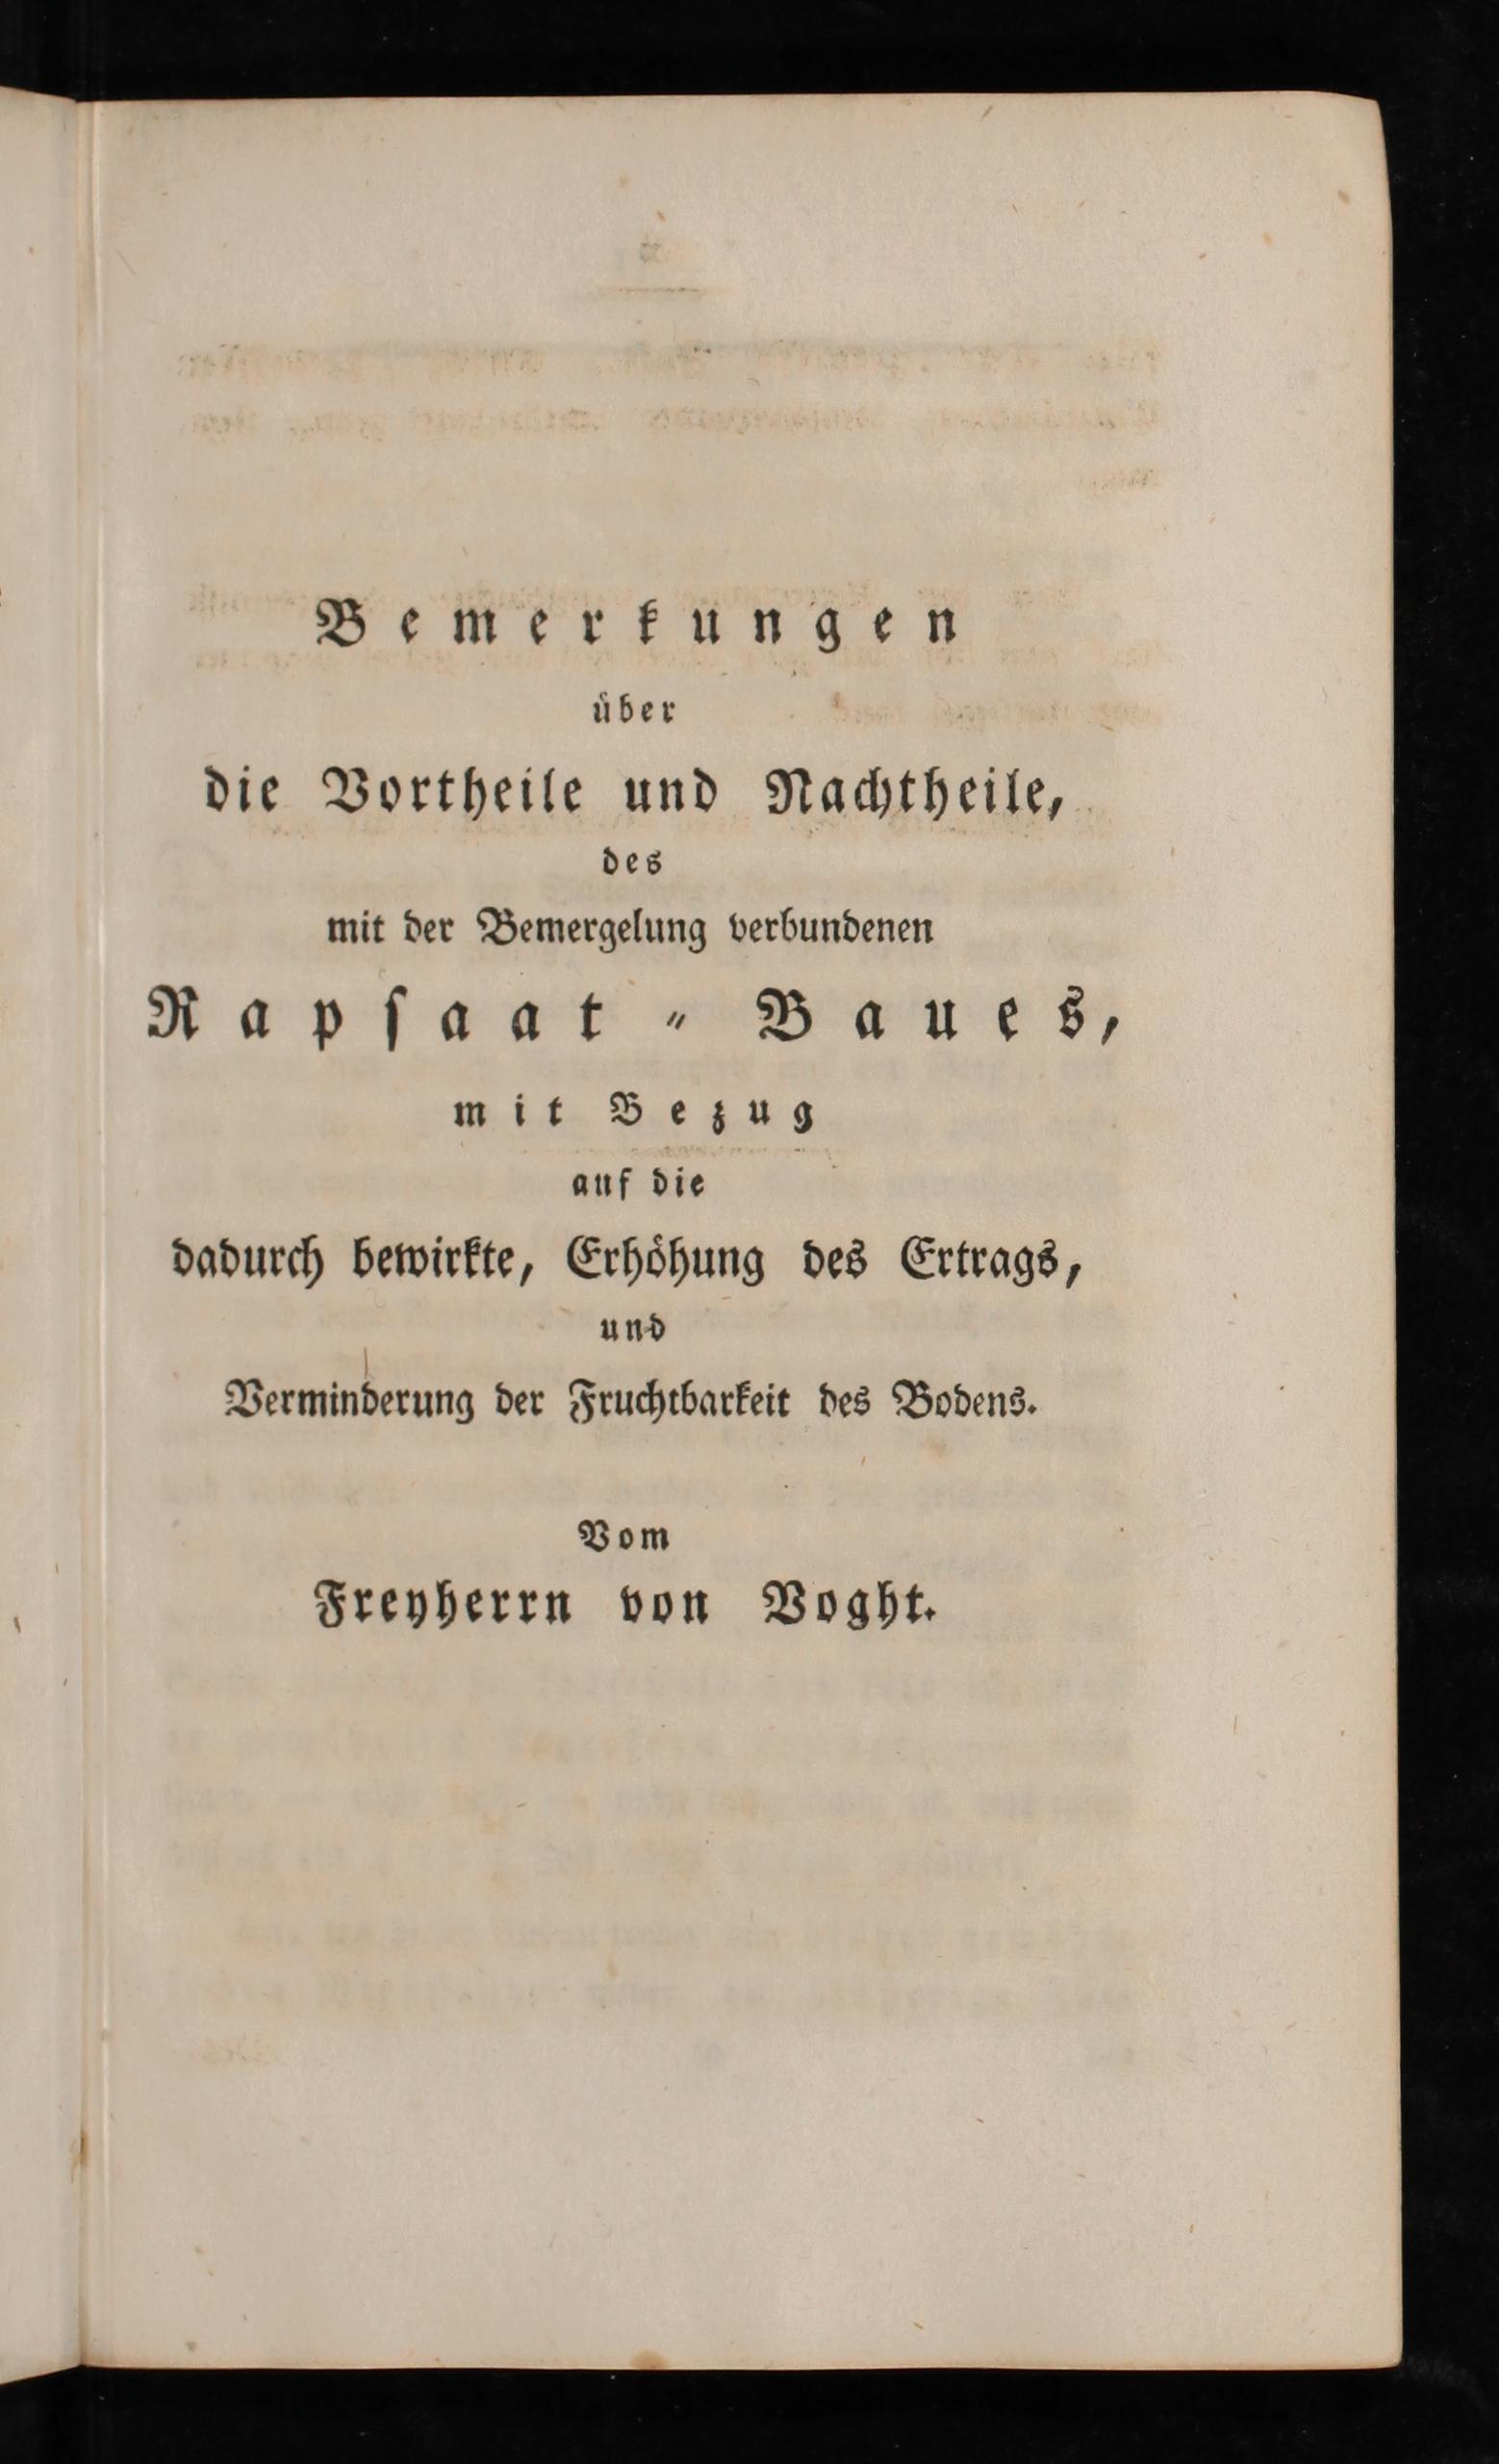 Bemerkungen
über
die Vortheile und Nachtheile,
des
mit der Bemergelung verbundenen
Rapſaat-Baues,
mit Bezug
auf die
dadurch bewirkte, Erhöhung des Ertrags,
und
Verminderung der Fruchtbarkeit des Bodens.
Vom
Freyherrn von Voght.